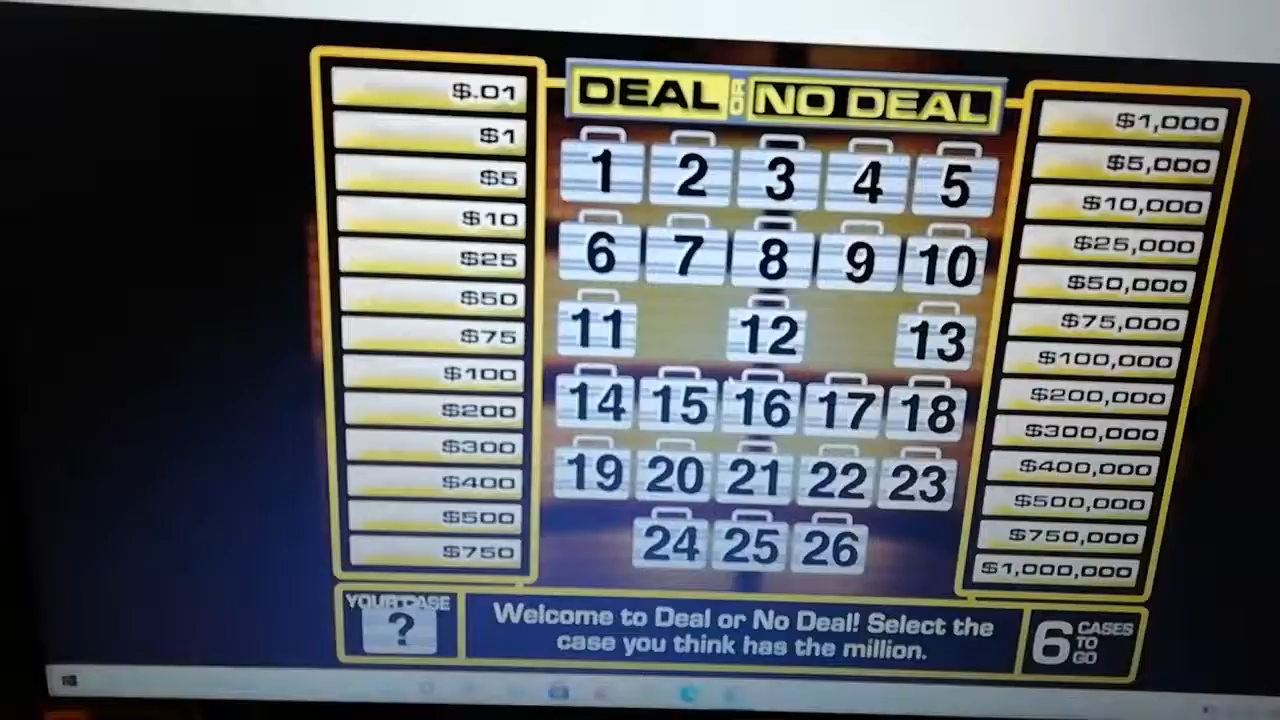 DEAL OR NO DEAL
$.01
$1
$5
$10
$25
$50
$75
$100
$200
$300
$400
$500
$750
1 2 3 4 5
6 7 8 9 10
11 12 13
14 15 16 17 18
19 20 21 22 23
24 25 26
$1,000
$5,000
$10,000
$25,000
$50,000
$75,000
$100,000
$200,000
$300,000
$400,000
$500,000
$750,000
$1,000,000
YOUR CASE
?
Welcome to Deal or No Deal! Select the
case you think has the million.
6 CASES
TO
GO